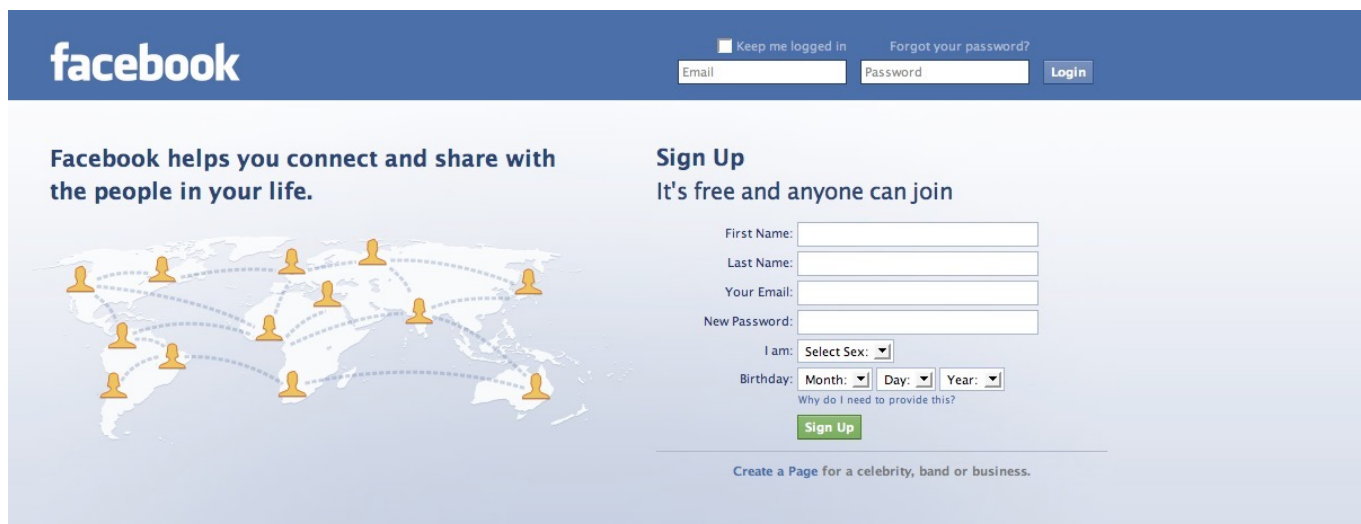 facebook
Keep me logged in
Forgot your password?
Email
Password
Login
Facebook helps you connect and share with
the people in your life.
Sign Up
It's free and anyone can join
First Name:
Last Name:
Your Email:
New Password:
I am: Select Sex:
Birthday: Month: Day: Year:
Why do I need to provide this?
Sign Up
Create a Page for a celebrity, band or business.